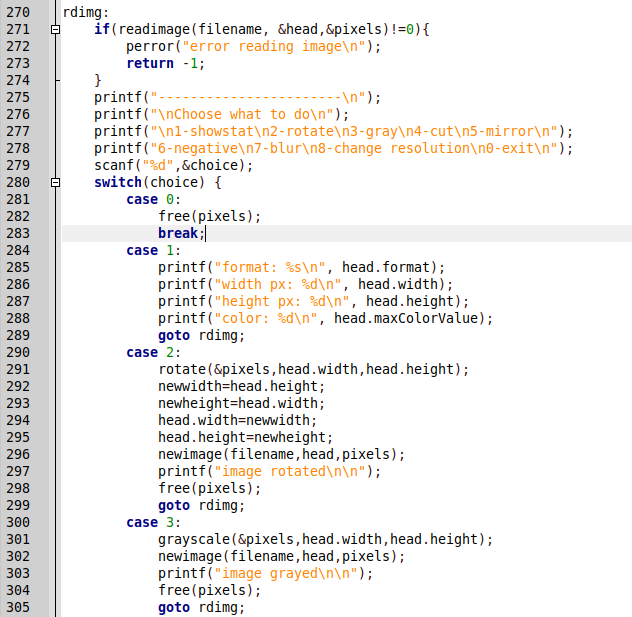 270 rdimg:
271     if(readimage(filename, &head,&pixels)!=0){
272         perror("error reading image\n");
273         return -1;
274     }
275     printf("-----------------------\n");
276     printf("\nChoose what to do\n");
277     printf("\n1-showstat\n2-rotate\n3-gray\n4-cut\n5-mirror\n");
278     printf("6-negative\n7-blur\n8-change resolution\n0-exit\n");
279     scanf("%d",&choice);
280     switch(choice) {
281         case 0:
282             free(pixels);
283             break;
284         case 1:
285             printf("format: %s\n", head.format);
286             printf("width px: %d\n", head.width);
287             printf("height px: %d\n", head.height);
288             printf("color: %d\n", head.maxColorValue);
289             goto rdimg;
290         case 2:
291             rotate(&pixels,head.width,head.height);
292             newwidth=head.height;
293             newheight=head.width;
294             head.width=newwidth;
295             head.height=newheight;
296             newimage(filename,head,pixels);
297             printf("image rotated\n\n");
298             free(pixels);
299             goto rdimg;
300         case 3:
301             grayscale(&pixels,head.width,head.height);
302             newimage(filename,head,pixels);
303             printf("image grayed\n\n");
304             free(pixels);
305             goto rdimg;